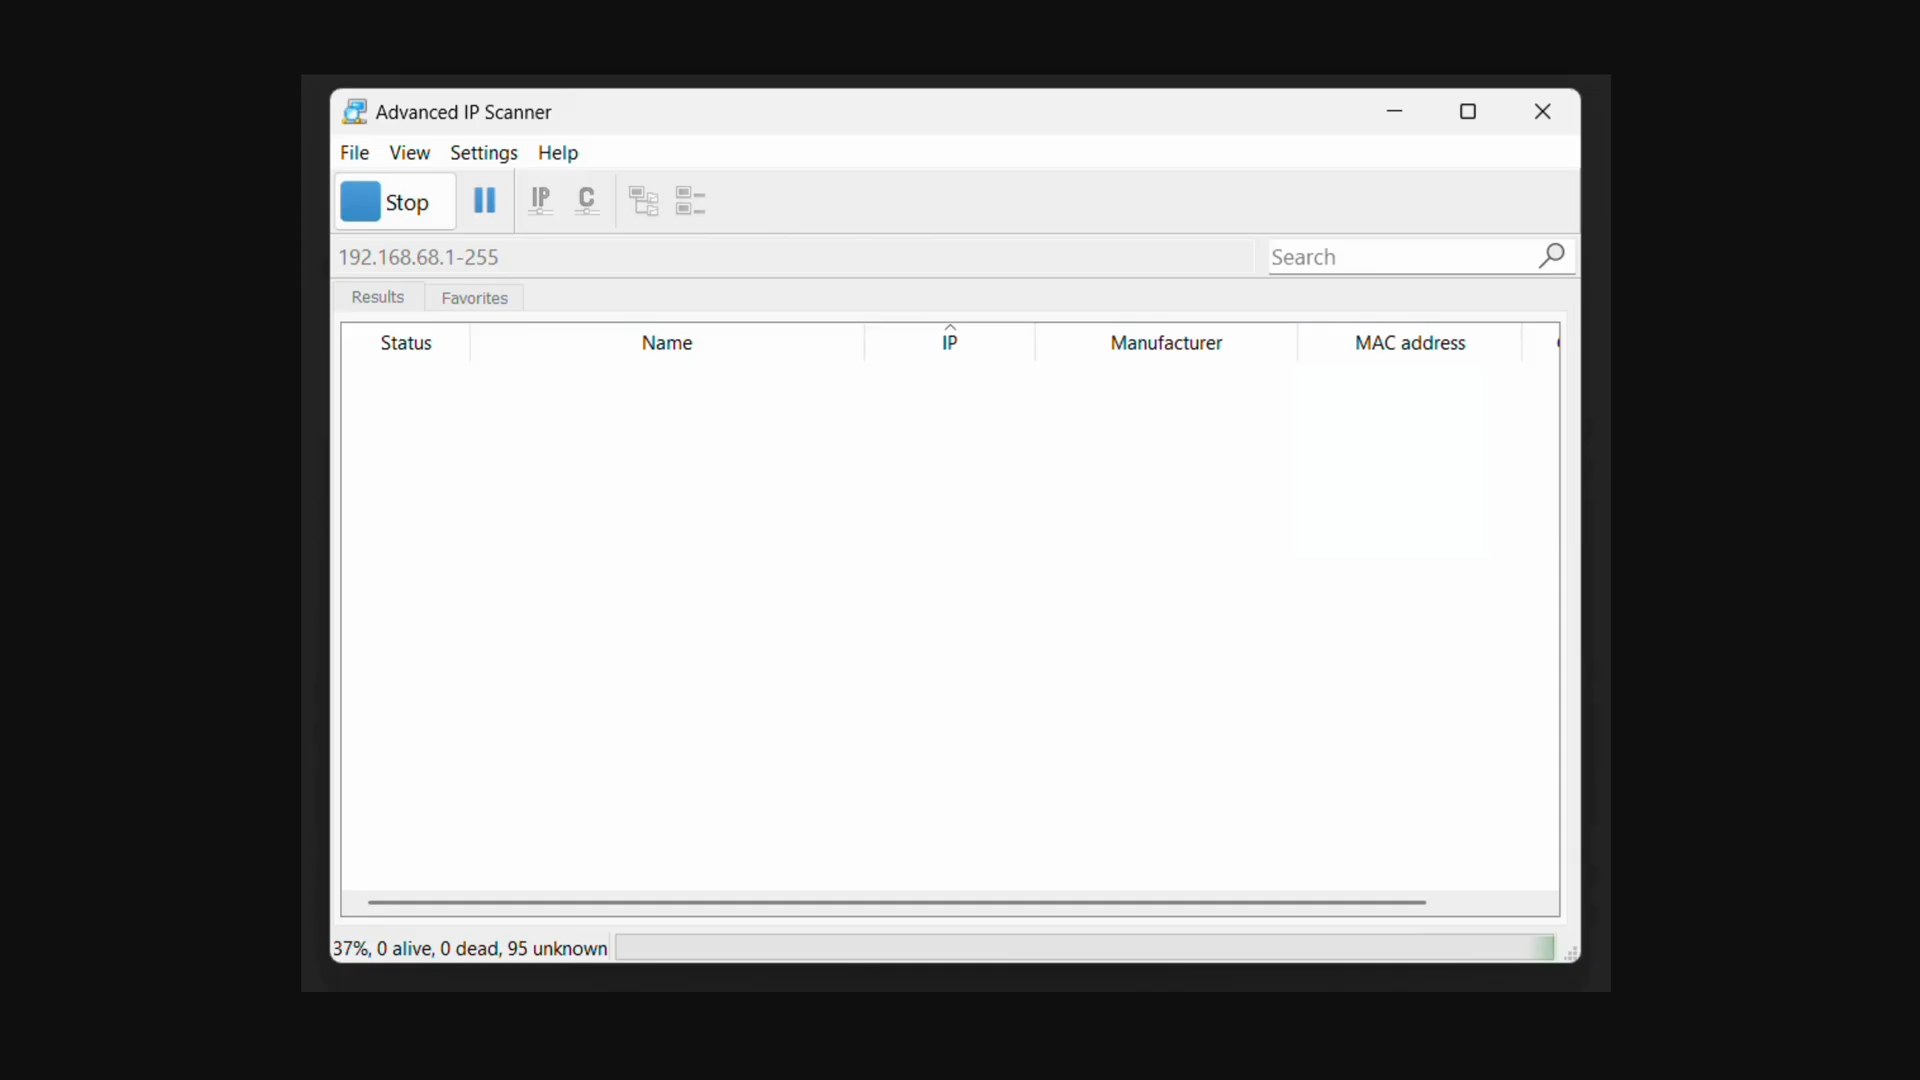 Advanced IP Scanner
File View Settings Help
Stop IP C
192.168.68.1-255 Search
Results Favorites
Status Name IP Manufacturer MAC address
37%, 0 alive, 0 dead, 95 unknown